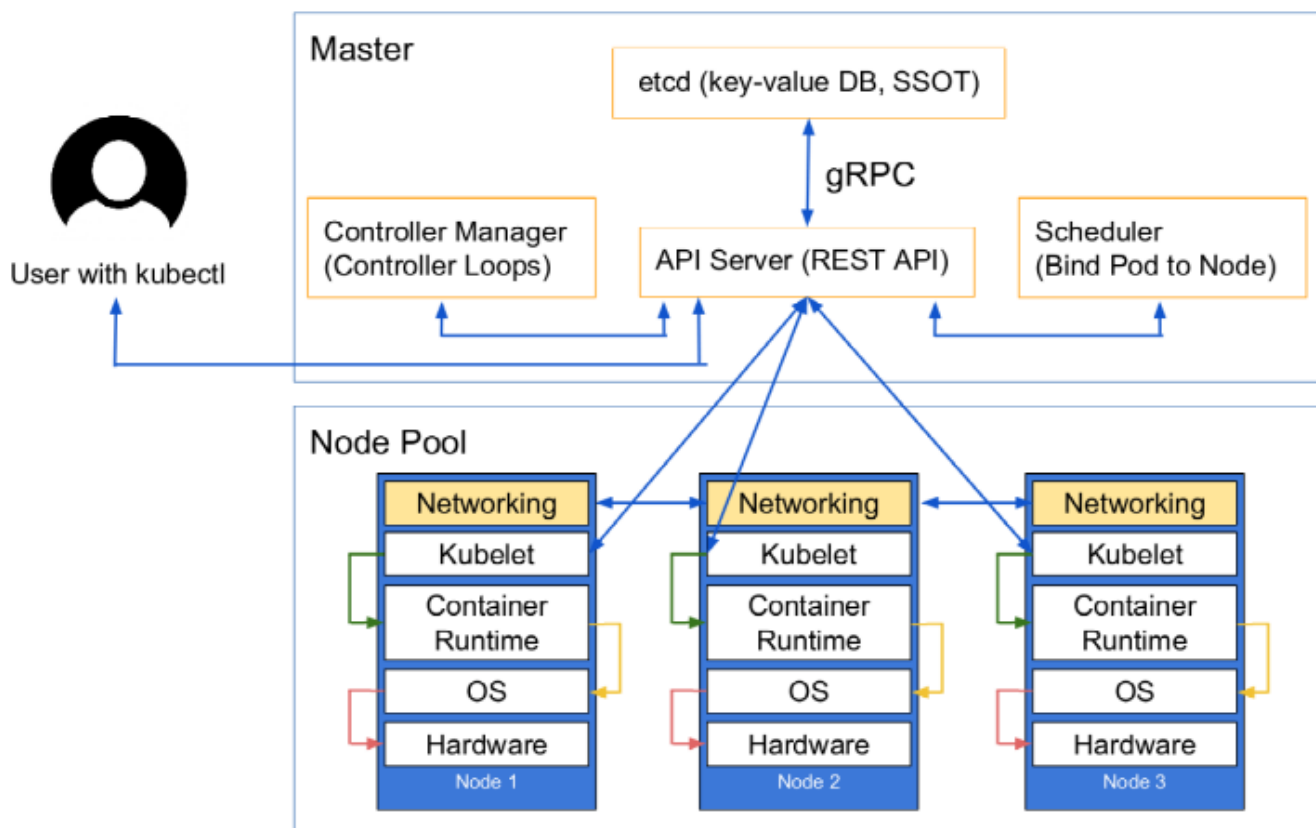 Master
etcd (key-value DB, SSOT)
gRPC
User with kubectl
Controller Manager
(Controller Loops)
API Server (REST API)
Scheduler
(Bind Pod to Node)
Node Pool
Networking
Kubelet
Container
Runtime
OS
Hardware
Node 1
Networking
Kubelet
Container
Runtime
OS
Hardware
Node 2
Networking
Kubelet
Container
Runtime
OS
Hardware
Node 3